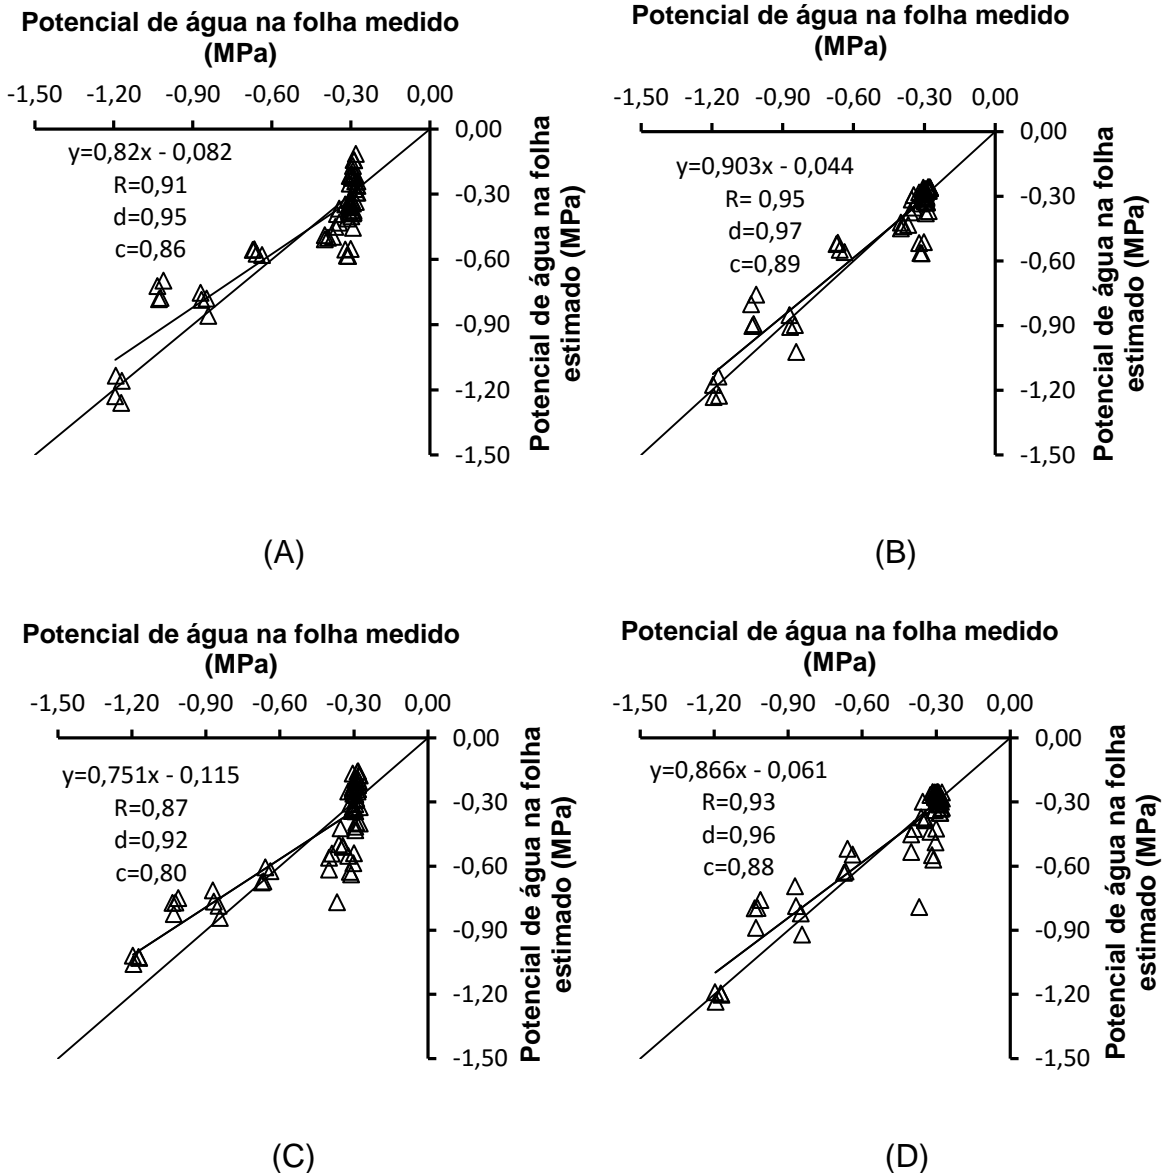 Potencial de água na folha medido
(MPa)
-1,50 -1,20 -0,90 -0,60 -0,30 0,00
0,00
-0,30
-0,60
-0,90
-1,20
-1,50
y=0,82x - 0,082
R=0,91
d=0,95
c=0,86
Potencial de água na folha
estimado (MPa)
(A)
Potencial de água na folha medido
(MPa)
-1,50 -1,20 -0,90 -0,60 -0,30 0,00
0,00
-0,30
-0,60
-0,90
-1,20
-1,50
y=0,903x - 0,044
R= 0,95
d=0,97
c=0,89
Potencial de água na folha
estimado (MPa)
(B)
Potencial de água na folha medido
(MPa)
-1,50 -1,20 -0,90 -0,60 -0,30 0,00
0,00
-0,30
-0,60
-0,90
-1,20
-1,50
y=0,751x - 0,115
R=0,87
d=0,92
c=0,80
Potencial de água na folha
estimado (MPa)
(C)
Potencial de água na folha medido
(MPa)
-1,50 -1,20 -0,90 -0,60 -0,30 0,00
0,00
-0,30
-0,60
-0,90
-1,20
-1,50
y=0,866x - 0,061
R=0,93
d=0,96
c=0,88
Potencial de água na folha
estimado (MPa)
(D)